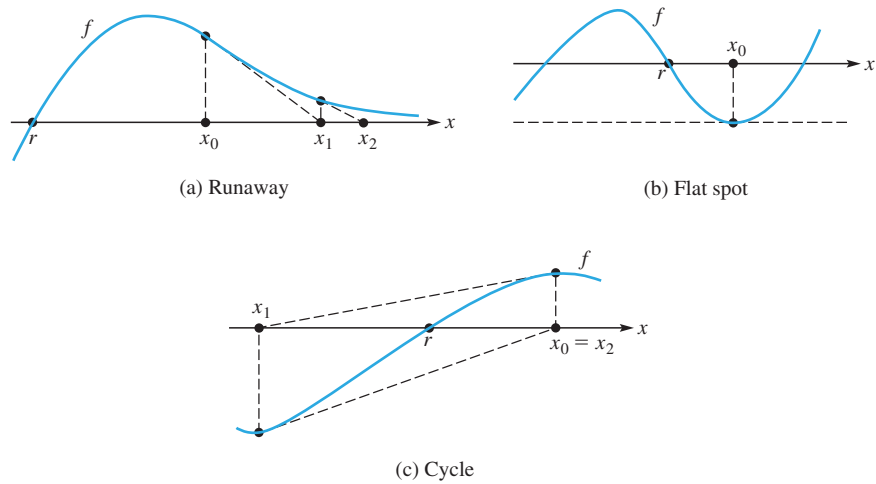 f
r
x₀
x₁
x₂
x
(a) Runaway
f
x₀
r
x
(b) Flat spot
f
x₁
r
x₀ = x₂
x
(c) Cycle